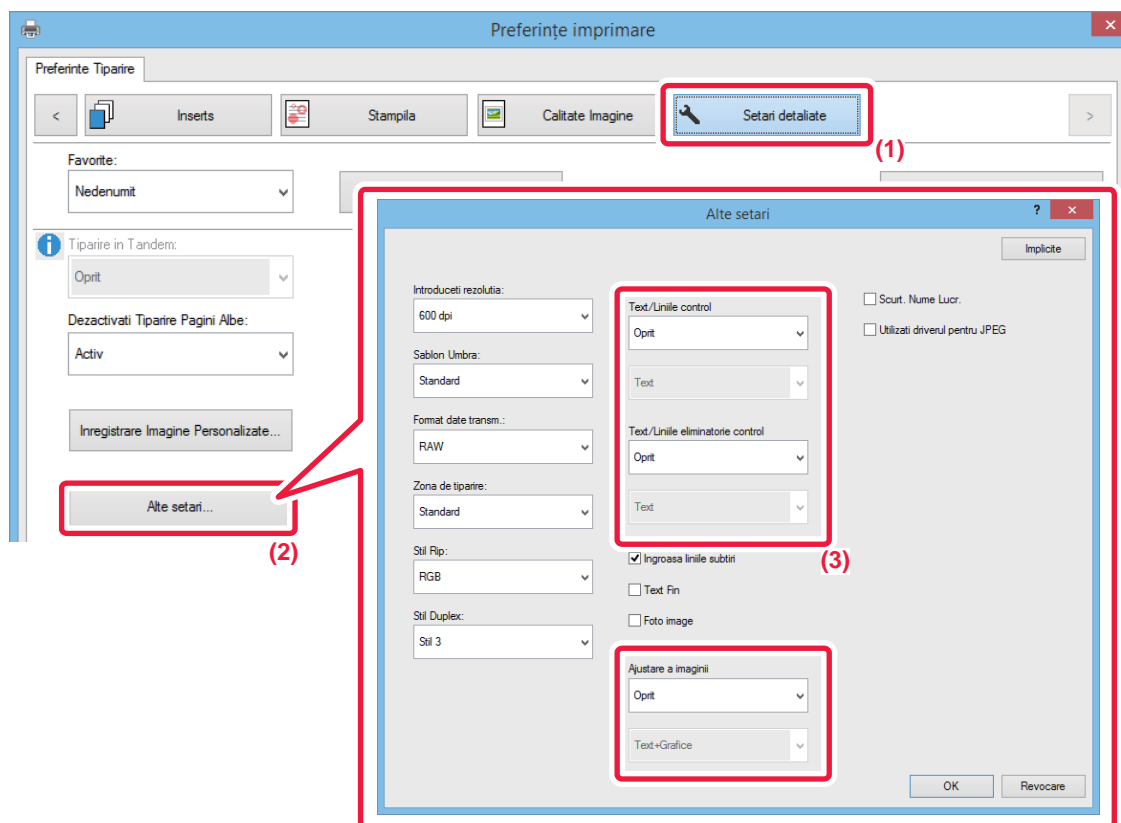 Preferințe imprimare
Preferinte Tiparire
<
Inserts
Stampila
Calitate Imagine
Setari detaliate
>
(1)
Favorite:
Nedenumit
Tiparire in Tandem:
Oprit
Dezactivati Tiparire Pagini Albe:
Activ
Inregistrare Imagine Personalizate...
Alte setari...
(2)
Alte setari
?
Implicite
Introduceti rezolutia:
600 dpi
Sablon Umbra:
Standard
Format date transm.:
RAW
Zona de tiparire:
Standard
Stil Rip:
RGB
Stil Duplex:
Stil 3
Text/Liniile control
Oprit
Text
Text/Liniile eliminatorie control
Oprit
Text
(3)
Ingroasa liniile subtiri
Text Fin
Foto image
Ajustare a imaginii
Oprit
Text+Grafice
Scurt. Nume Lucr.
Utilizati driverul pentru JPEG
OK
Revocare